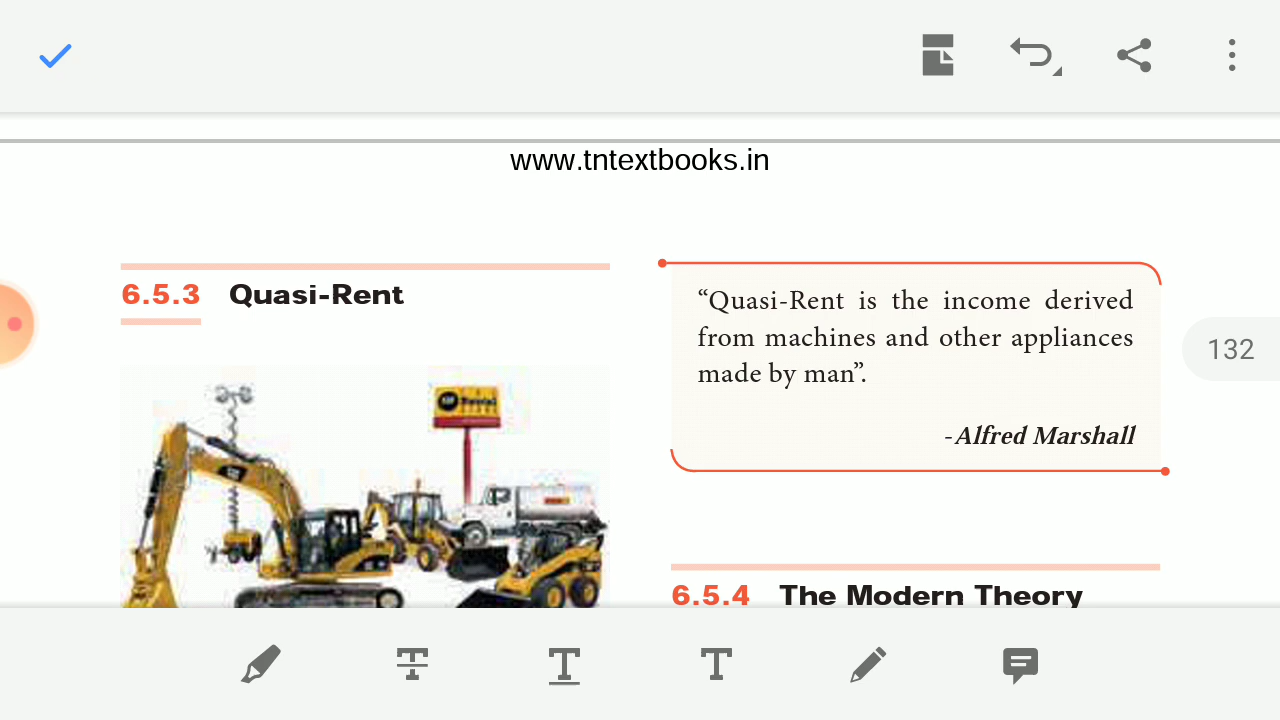 www.tntextbooks.in
6.5.3 Quasi-Rent
Rental
“Quasi-Rent is the income derived
from machines and other appliances
made by man”.
-Alfred Marshall
132
6.5.4 The Modern Theory